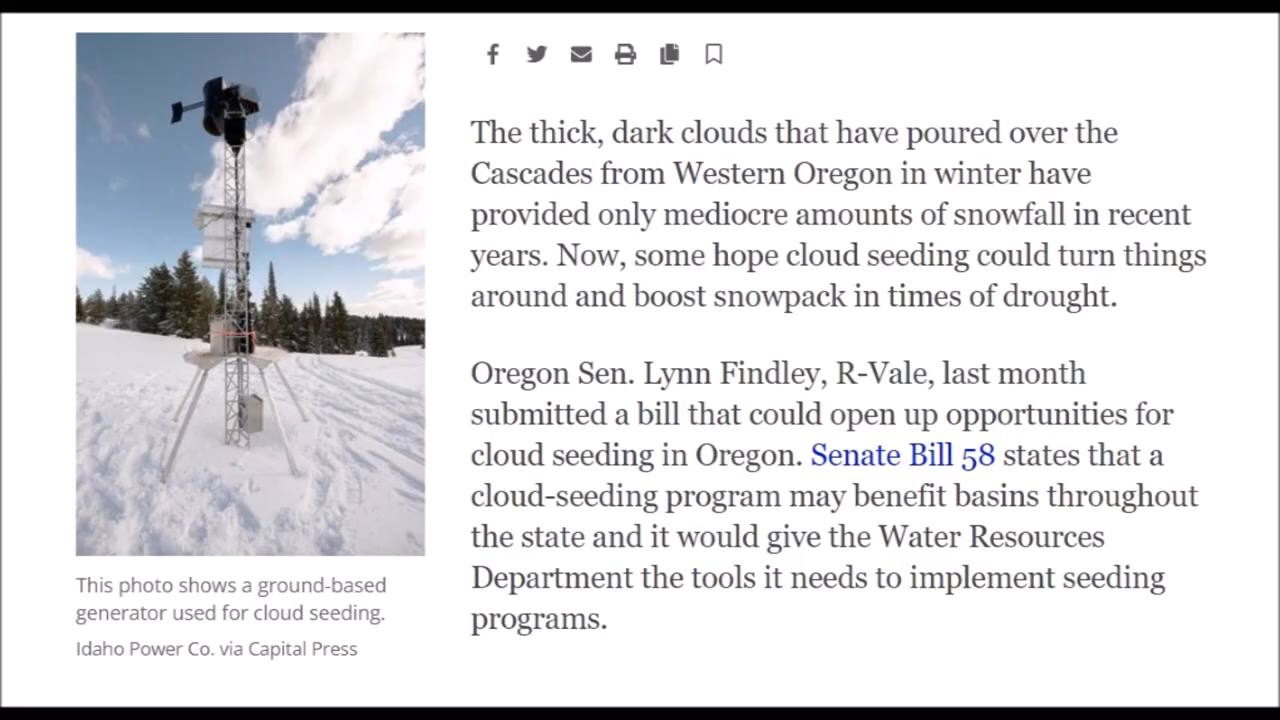 The thick, dark clouds that have poured over the
Cascades from Western Oregon in winter have
provided only mediocre amounts of snowfall in recent
years. Now, some hope cloud seeding could turn things
around and boost snowpack in times of drought.
Oregon Sen. Lynn Findley, R-Vale, last month
submitted a bill that could open up opportunities for
cloud seeding in Oregon. Senate Bill 58 states that a
cloud-seeding program may benefit basins throughout
the state and it would give the Water Resources
Department the tools it needs to implement seeding
programs.
This photo shows a ground-based
generator used for cloud seeding.
Idaho Power Co. via Capital Press